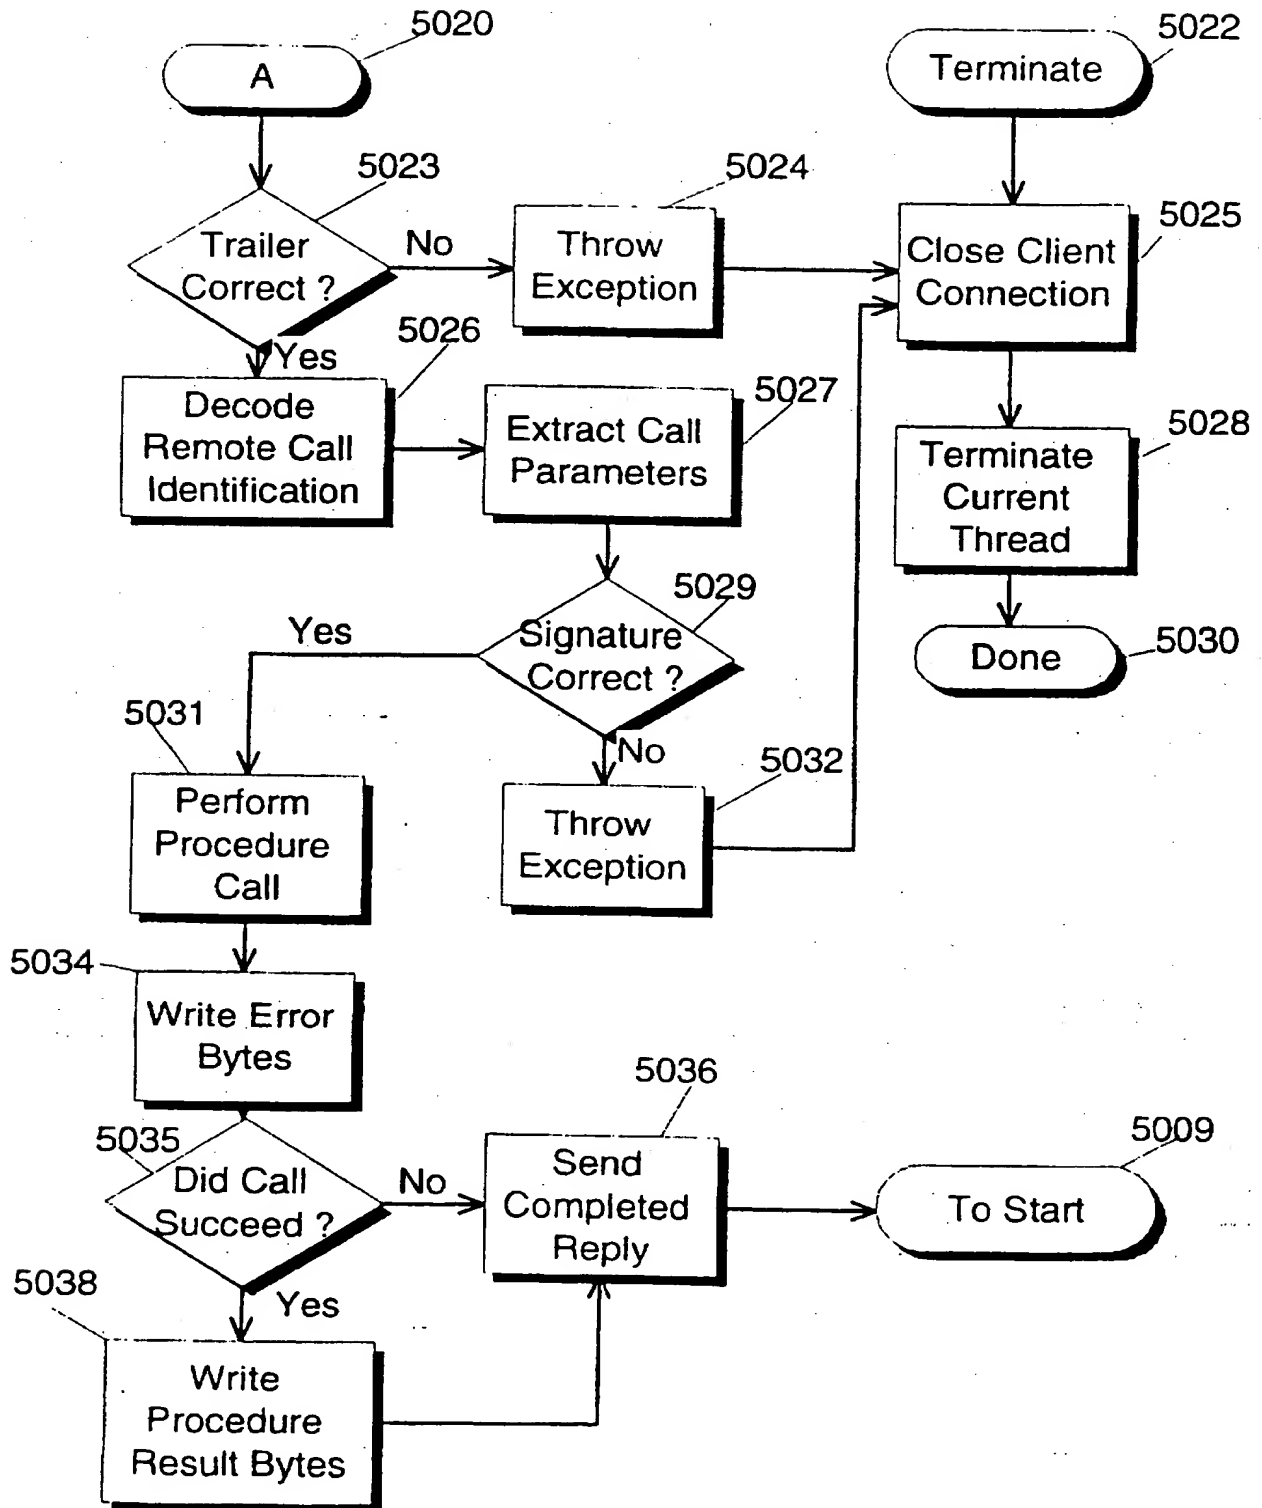 5020
A
5022
Terminate
5023
Trailer
Correct ?
No
5024
Throw
Exception
5025
Close Client
Connection
Yes
5026
Decode
Remote Call
Identification
5027
Extract Call
Parameters
5028
Terminate
Current
Thread
5029
Signature
Correct ?
Yes
No
5030
Done
5031
Perform
Procedure
Call
5032
Throw
Exception
5034
Write Error
Bytes
5035
Did Call
Succeed ?
No
Yes
5036
Send
Completed
Reply
5009
To Start
5038
Write
Procedure
Result Bytes